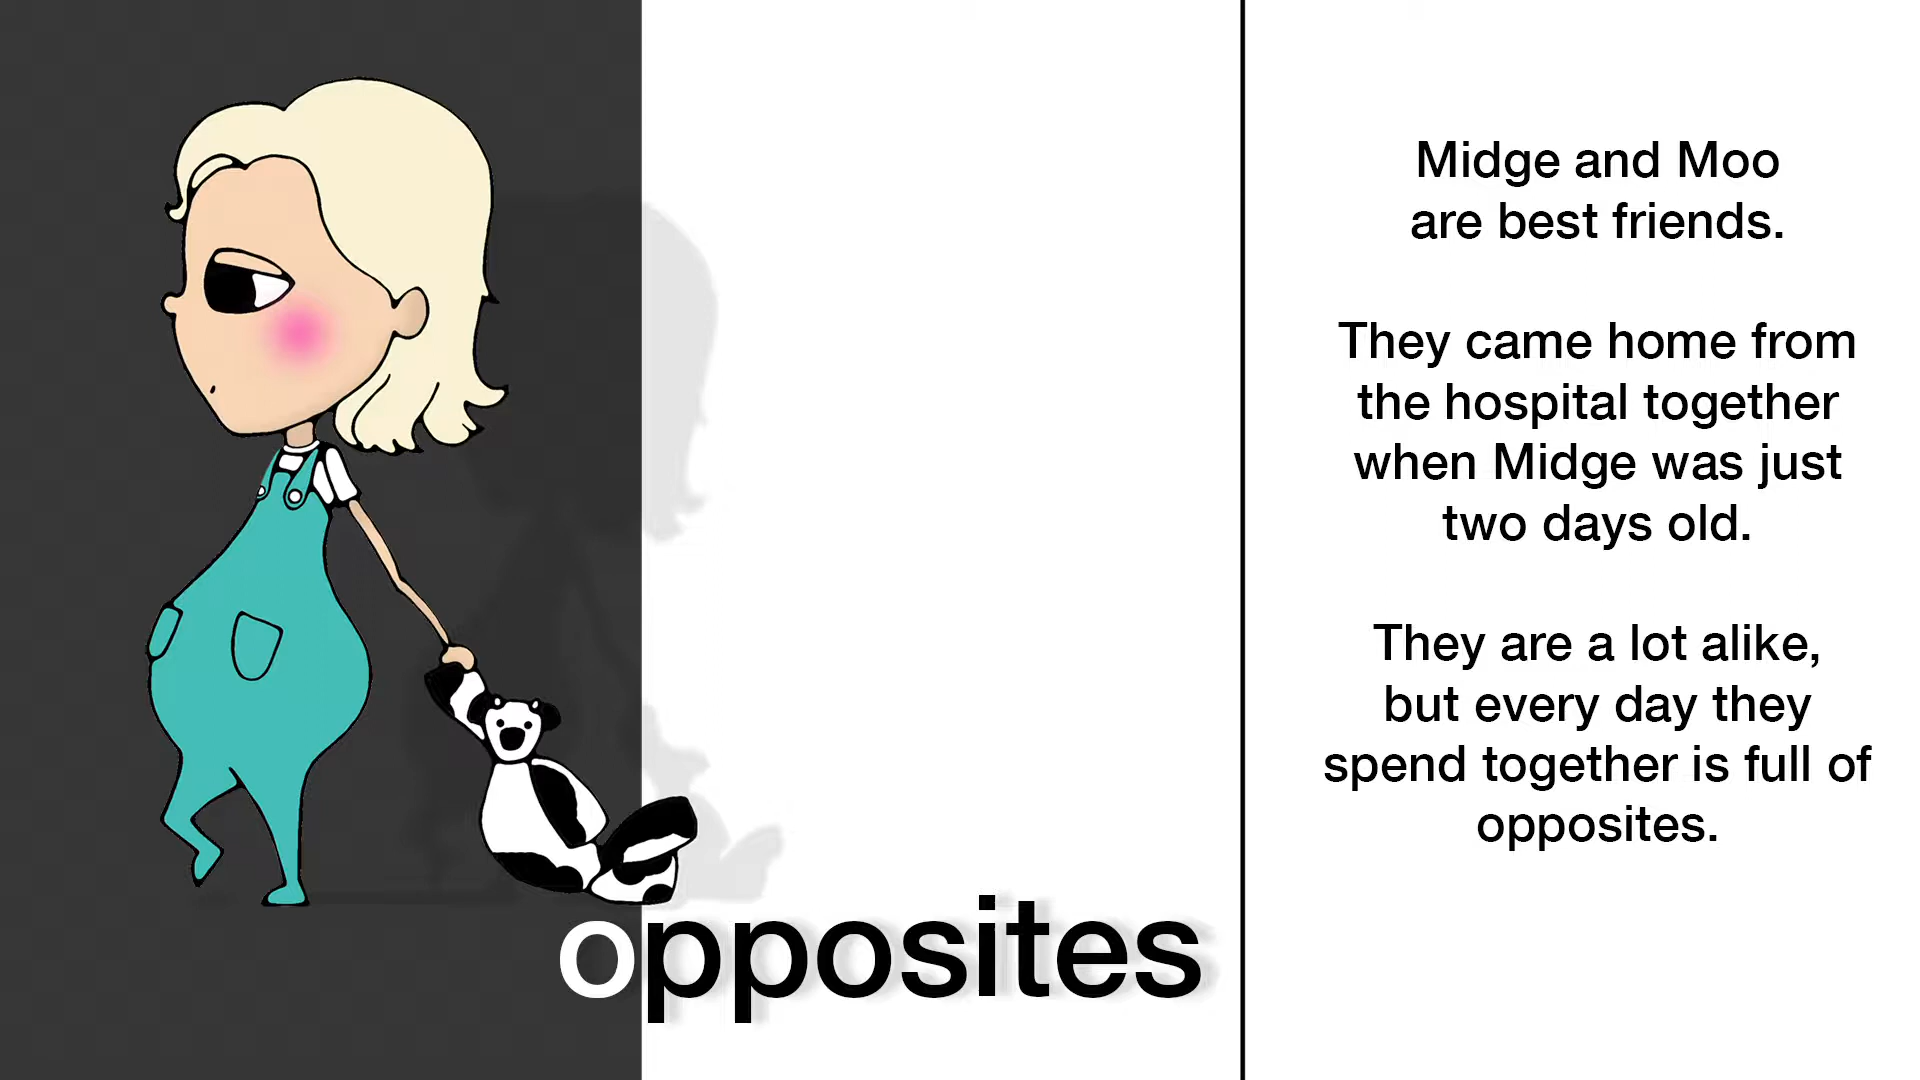 opposites
Midge and Moo
are best friends.
They came home from
the hospital together
when Midge was just
two days old.
They are a lot alike,
but every day they
spend together is full of
opposites.